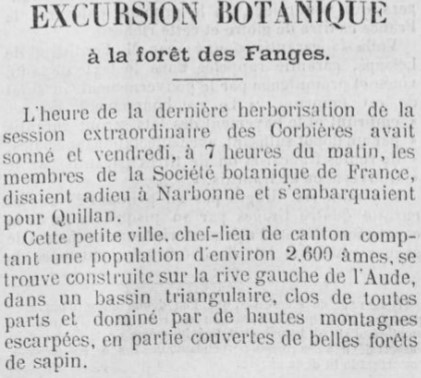 EXCURSION BOTANIQUE
à la forêt des Fanges.
L'heure de la dernière herborisation de la
session extraordinaire des Corbières avait
sonné et vendredi, à 7 heures du matin, les
membres de la Société botanique de France,
disaient adieu à Narbonne et s'embarquaient
pour Quillan.
Cette petite ville, chef-lieu de canton comp-
tant une population d'environ 2,600 âmes, se
trouve construite sur la rive gauche de l'Aude,
dans un bassin triangulaire, clos de toutes
parts et dominé par de hautes montagnes
escarpées, en partie couvertes de belles forêts
de sapin.